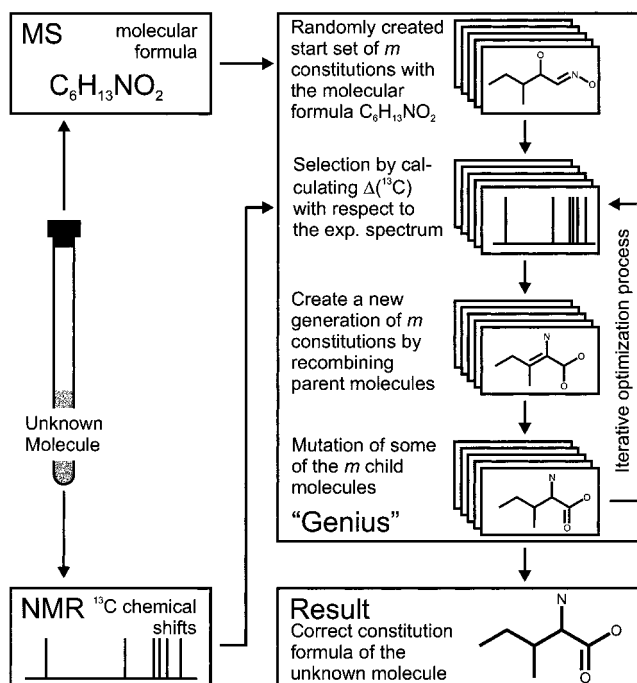 MS
molecular
formula
C₆H₁₃NO₂
Unknown
Molecule
NMR
¹³C chemical
shifts
Randomly created
start set of m
constitutions with
the molecular
formula C₆H₁₃NO₂
O
N
O
Selection by cal-
culating Δ(¹³C)
with respect to
the exp. spectrum
Create a new
generation of m
constitutions by
recombining
parent molecules
N
O
O
Mutation of some
of the m child
molecules
N
O
O
"Genius"
Iterative optimization process
Result
Correct constitution
formula of the
unknown molecule
N
O
O